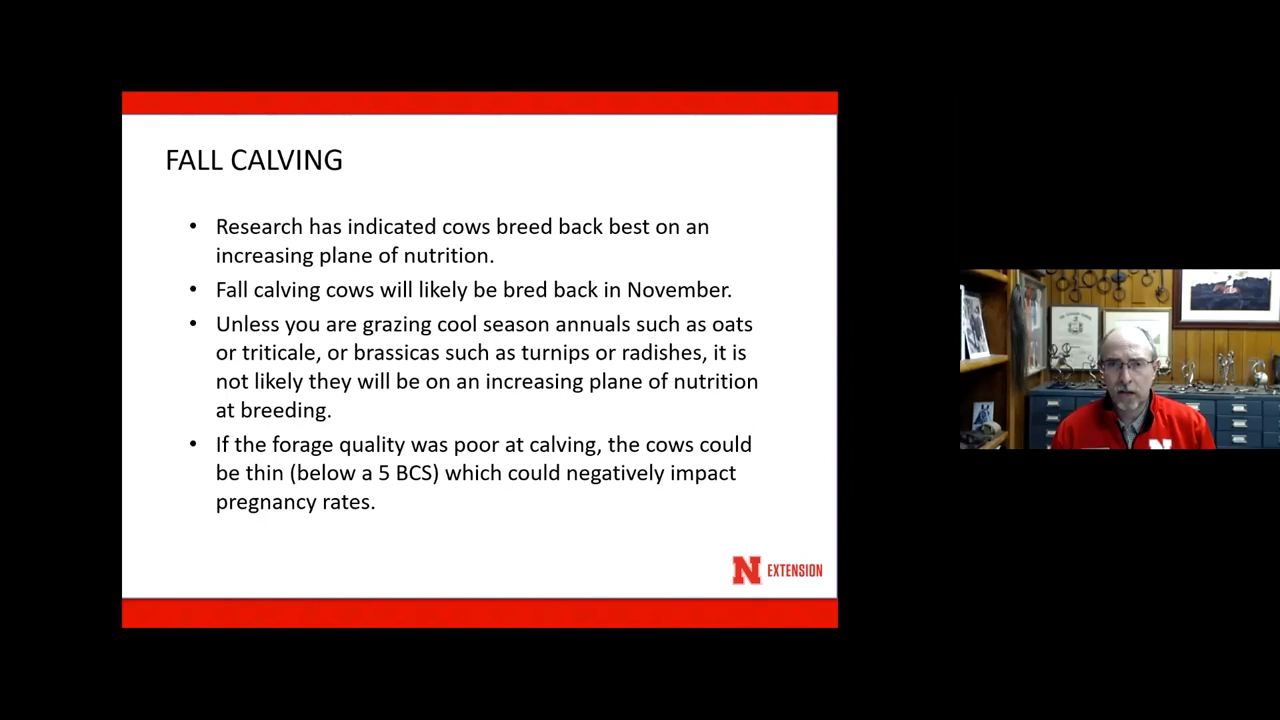 FALL CALVING
• Research has indicated cows breed back best on an
increasing plane of nutrition.
• Fall calving cows will likely be bred back in November.
• Unless you are grazing cool season annuals such as oats
or triticale, or brassicas such as turnips or radishes, it is
not likely they will be on an increasing plane of nutrition
at breeding.
• If the forage quality was poor at calving, the cows could
be thin (below a 5 BCS) which could negatively impact
pregnancy rates.
N EXTENSION
N